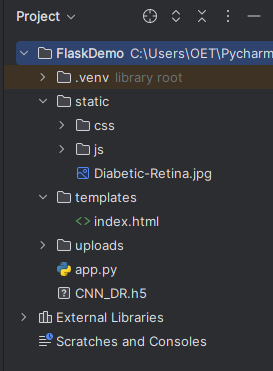 Project
FlaskDemo C:\Users\OET\Pycharm
.venv library root
static
css
js
Diabetic-Retina.jpg
templates
index.html
uploads
app.py
CNN_DR.h5
External Libraries
Scratches and Consoles